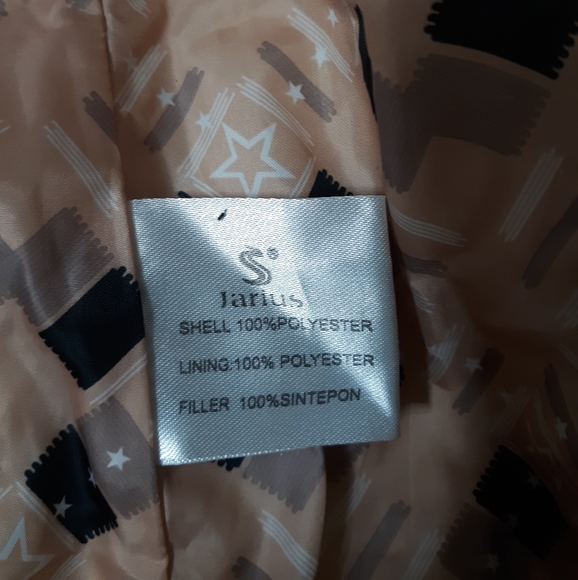 S®
Jarius
SHELL 100%POLYESTER
LINING:100% POLYESTER
FILLER 100%SINTEPON